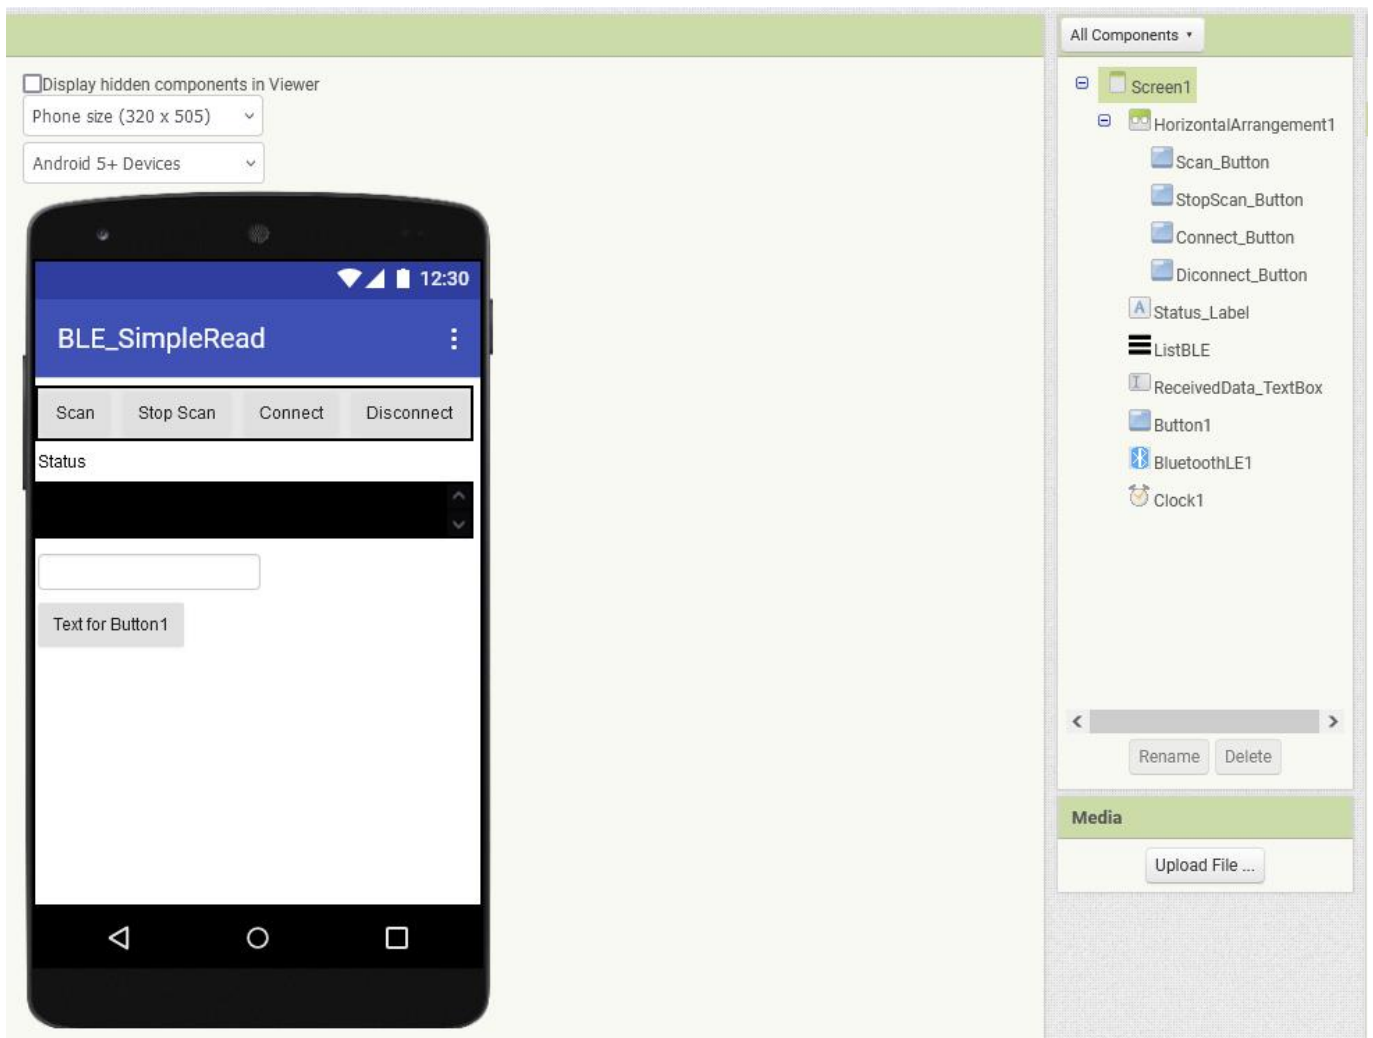 All Components
Display hidden components in Viewer
Phone size (320 x 505)
Android 5+ Devices
12:30
BLE_SimpleRead
Scan Stop Scan Connect Disconnect
Status
Text for Button1
Screen1
HorizontalArrangement1
Scan_Button
StopScan_Button
Connect_Button
Diconnect_Button
Status_Label
ListBLE
ReceivedData_TextBox
Button1
BluetoothLE1
Clock1
Rename Delete
Media
Upload File ...